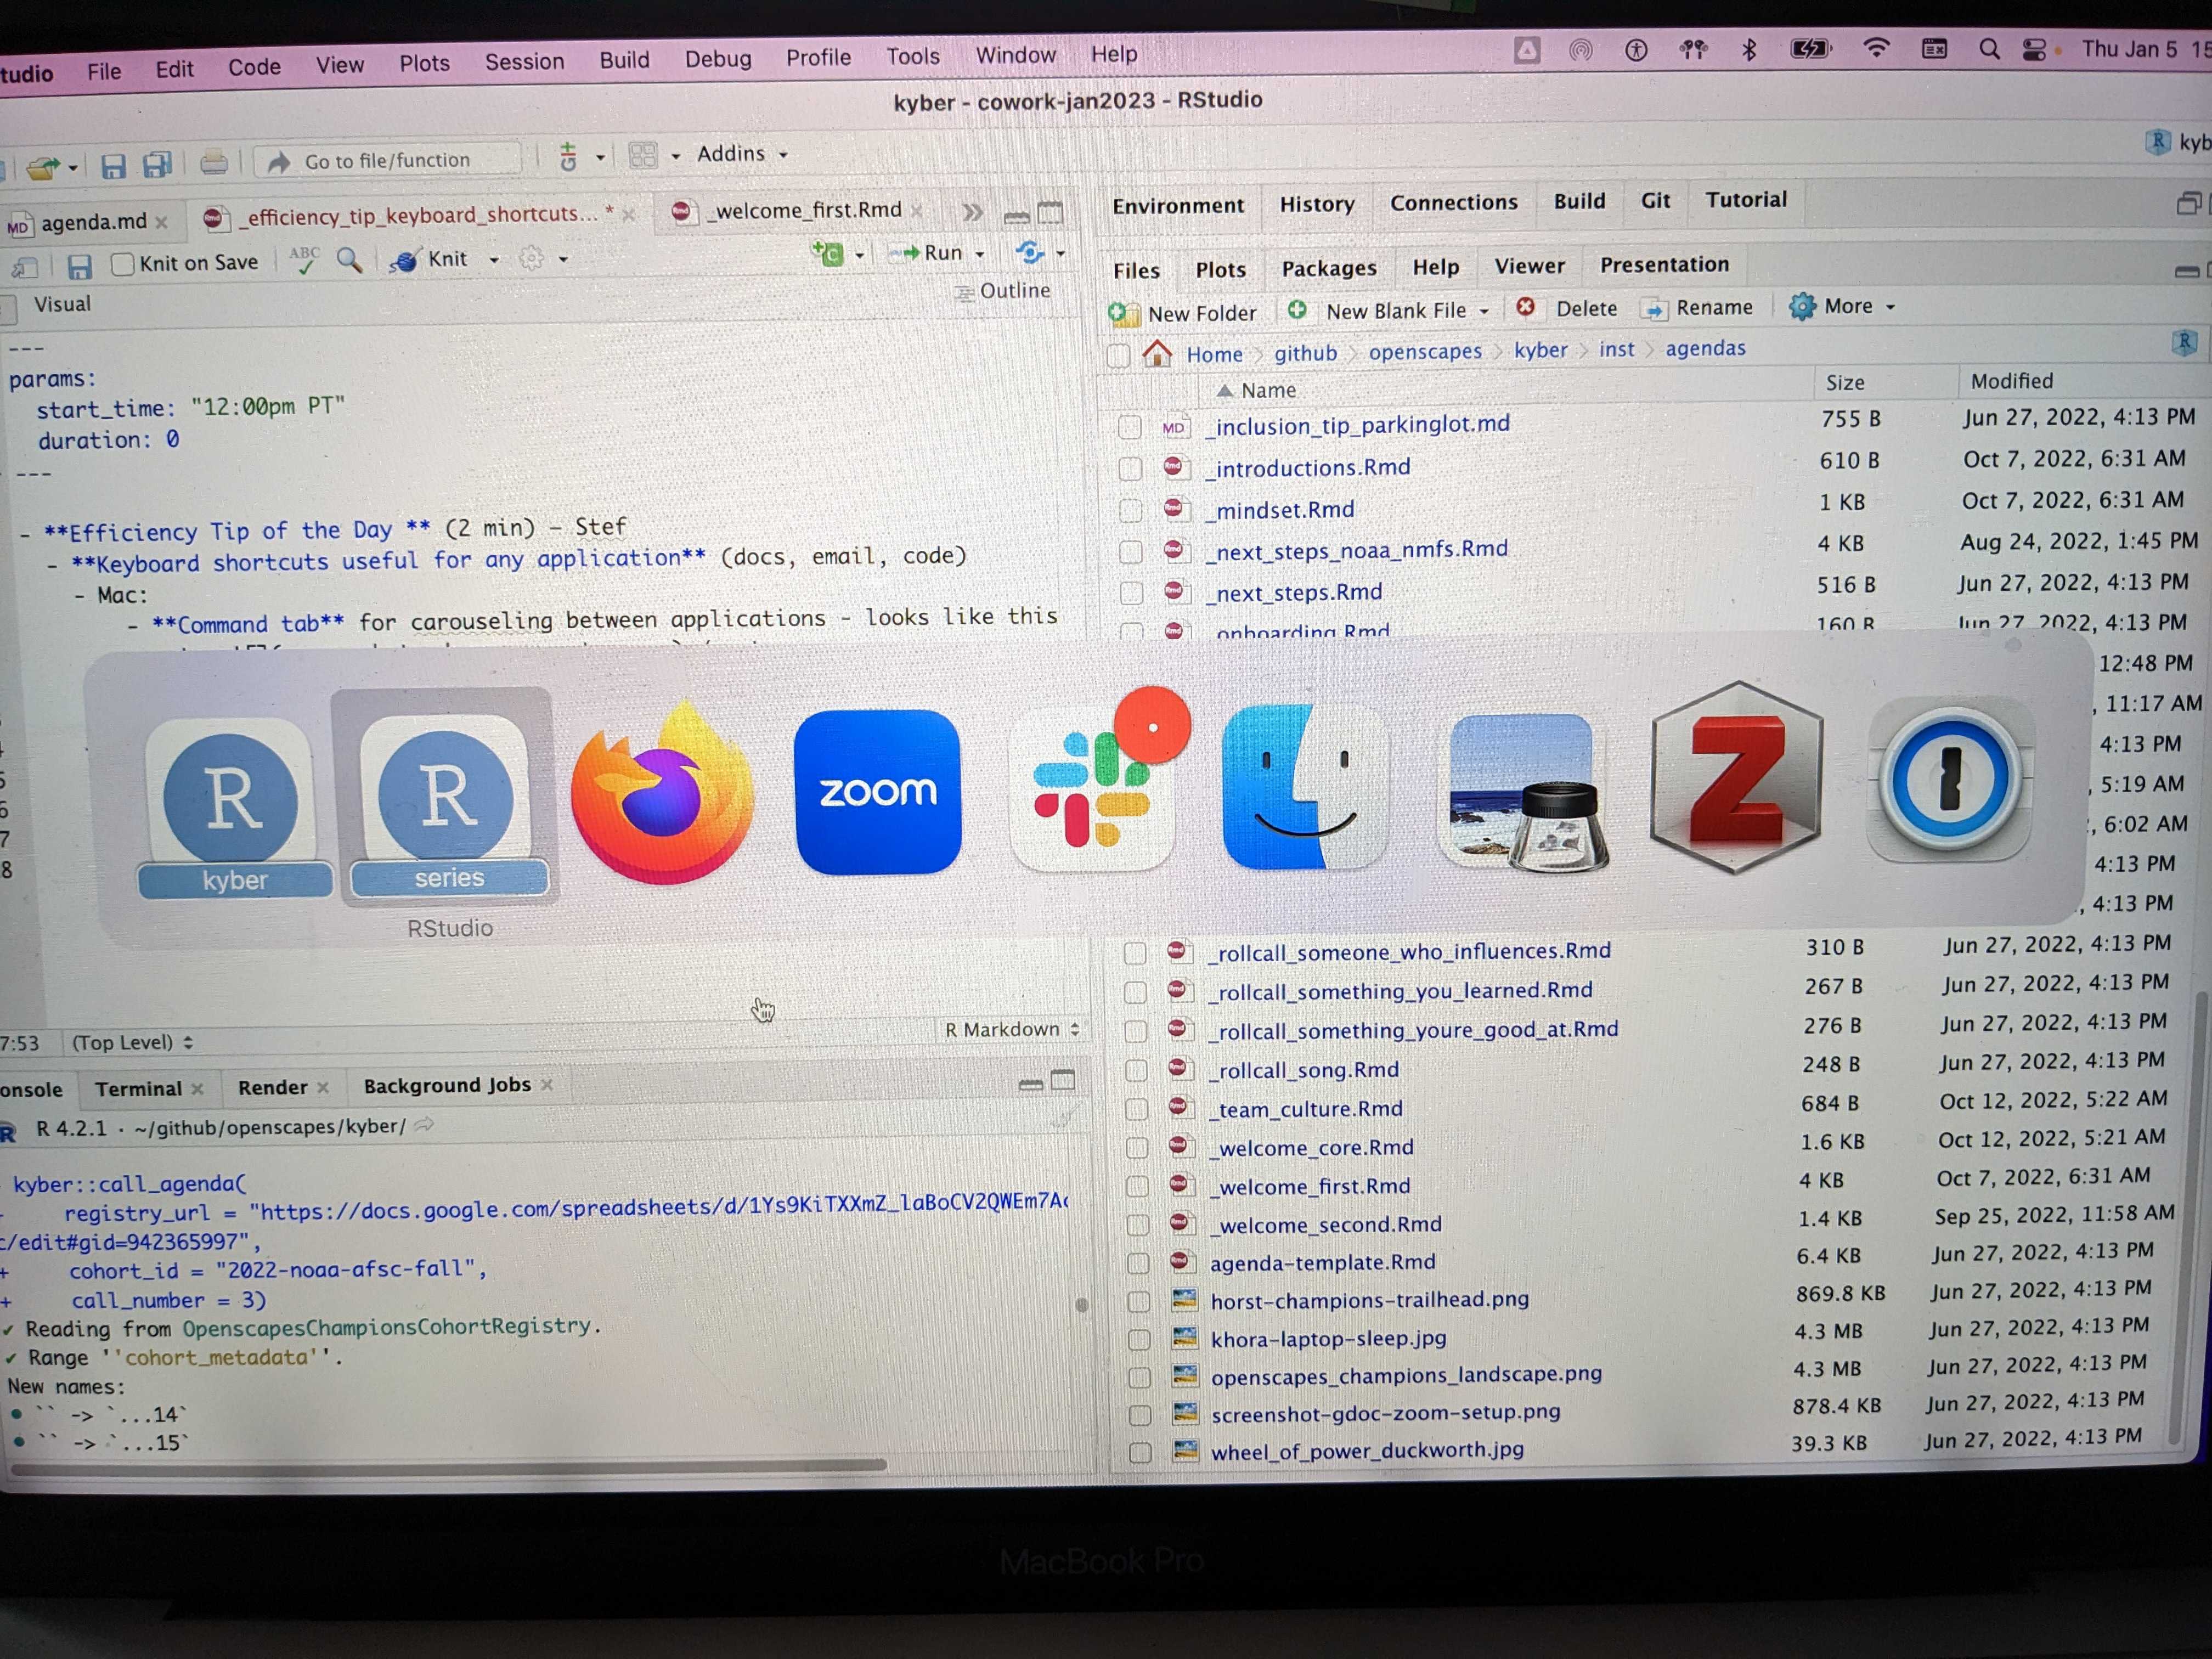 tudio File Edit Code View Plots Session Build Debug Profile Tools Window Help Thu Jan 5 15
kyber - cowork-jan2023 - RStudio
Go to file/function Addins kyb
agenda.md _efficiency_tip_keyboard_shortcuts... * _welcome_first.Rmd
Knit on Save ABC Knit Run
Visual Outline
---
params:
start_time: "12:00pm PT"
duration: 0
---
- **Efficiency Tip of the Day ** (2 min) – Stef
- **Keyboard shortcuts useful for any application** (docs, email, code)
- Mac:
- **Command tab** for carouseling between applications - looks like this
Environment History Connections Build Git Tutorial
Files Plots Packages Help Viewer Presentation
New Folder New Blank File Delete Rename More
Home github openscapes kyber inst agendas
Name Size Modified
_inclusion_tip_parkinglot.md 755 B Jun 27, 2022, 4:13 PM
_introductions.Rmd 610 B Oct 7, 2022, 6:31 AM
_mindset.Rmd 1 KB Oct 7, 2022, 6:31 AM
_next_steps_noaa_nmfs.Rmd 4 KB Aug 24, 2022, 1:45 PM
_next_steps.Rmd 516 B Jun 27, 2022, 4:13 PM
_onboarding.Rmd 160 B Jun 27, 2022, 4:13 PM
12:48 PM
, 11:17 AM
4:13 PM
, 5:19 AM
, 6:02 AM
4:13 PM
, 4:13 PM
R kyber
R series
zoom
RStudio
_rollcall_someone_who_influences.Rmd 310 B Jun 27, 2022, 4:13 PM
_rollcall_something_you_learned.Rmd 267 B Jun 27, 2022, 4:13 PM
_rollcall_something_youre_good_at.Rmd 276 B Jun 27, 2022, 4:13 PM
_rollcall_song.Rmd 248 B Jun 27, 2022, 4:13 PM
_team_culture.Rmd 684 B Oct 12, 2022, 5:22 AM
_welcome_core.Rmd 1.6 KB Oct 12, 2022, 5:21 AM
_welcome_first.Rmd 4 KB Oct 7, 2022, 6:31 AM
_welcome_second.Rmd 1.4 KB Sep 25, 2022, 11:58 AM
agenda-template.Rmd 6.4 KB Jun 27, 2022, 4:13 PM
horst-champions-trailhead.png 869.8 KB Jun 27, 2022, 4:13 PM
khora-laptop-sleep.jpg 4.3 MB Jun 27, 2022, 4:13 PM
openscapes_champions_landscape.png 4.3 MB Jun 27, 2022, 4:13 PM
screenshot-gdoc-zoom-setup.png 878.4 KB Jun 27, 2022, 4:13 PM
wheel_of_power_duckworth.jpg 39.3 KB Jun 27, 2022, 4:13 PM
7:53 (Top Level) R Markdown
onsole Terminal Render Background Jobs
R 4.2.1 · ~/github/openscapes/kyber/
kyber::call_agenda(
registry_url = "https://docs.google.com/spreadsheets/d/1Ys9KiTXXmZ_laBoCV2QWEm7A
/edit#gid=942365997",
+ cohort_id = "2022-noaa-afsc-fall",
+ call_number = 3)
✔ Reading from OpenscapesChampionsCohortRegistry.
✔ Range ''cohort_metadata''.
New names:
• `` -> `...14`
• `` -> `...15`
MacBook Pro